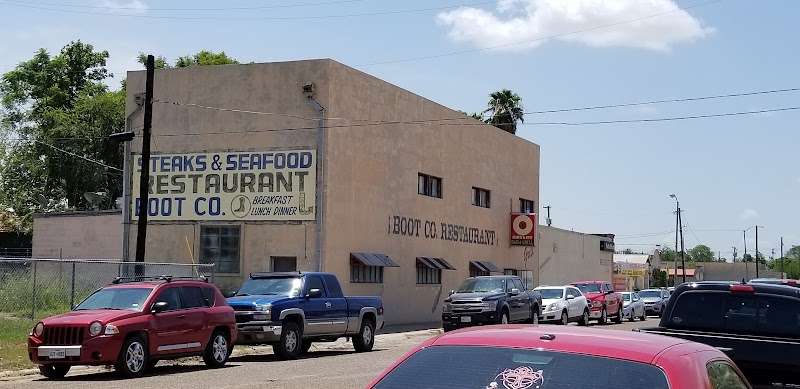 STEAKS & SEAFOOD
RESTAURANT
BOOT CO.
BREAKFAST
LUNCH DINNER
BOOT CO. RESTAURANT